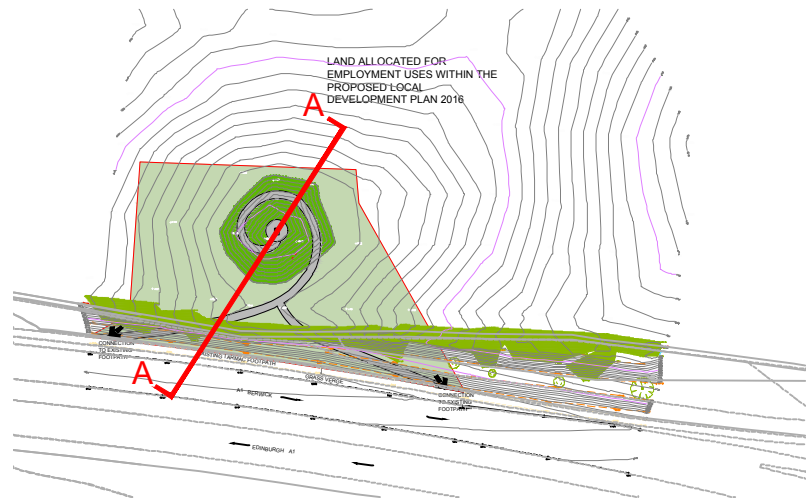 LAND ALLOCATED FOR
EMPLOYMENT USES WITHIN THE
PROPOSED LOCAL
DEVELOPMENT PLAN 2016
A
CONNECTION
TO EXISTING
FOOTPATH
EXISTING TARMAC FOOTPATH
GRASS VERGE
A
A1 BERWICK
CONNECTION
TO EXISTING
FOOTPATH
EDINBURGH A1